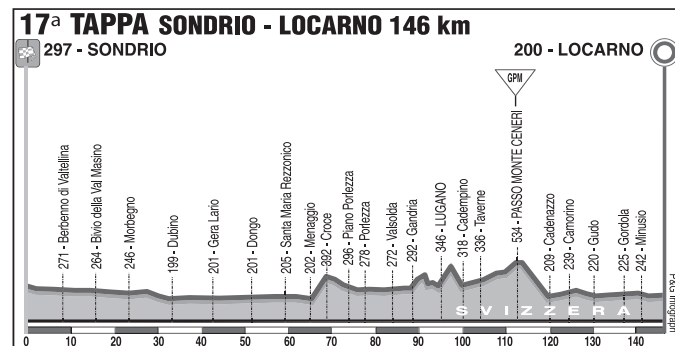 17ª TAPPA SONDRIO - LOCARNO 146 km
297 - SONDRIO
200 - LOCARNO
GPM
271 - Berbenno di Valtellina
264 - Bivio della Val Masino
246 - Morbegno
199 - Dubino
201 - Gera Lario
201 - Dongo
205 - Santa Maria Rezzonico
202 - Menaggio
392 - Croce
296 - Piano Porlezza
278 - Porlezza
272 - Valsolda
292 - Gandria
346 - LUGANO
318 - Cadempino
336 - Taverne
534 - PASSO MONTE CENERI
209 - Cadenazzo
239 - Camorino
220 - Gudo
225 - Gordola
242 - Minusio
SVIZZERA
0 10 20 30 40 50 60 70 80 90 100 110 120 130 140